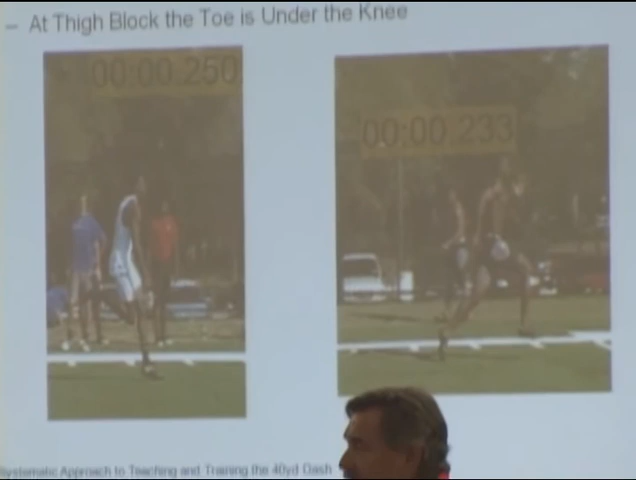 – At Thigh Block the Toe is Under the Knee
00:00.250
00:00.233
Systematic Approach to Teaching and Training the 40yd Dash